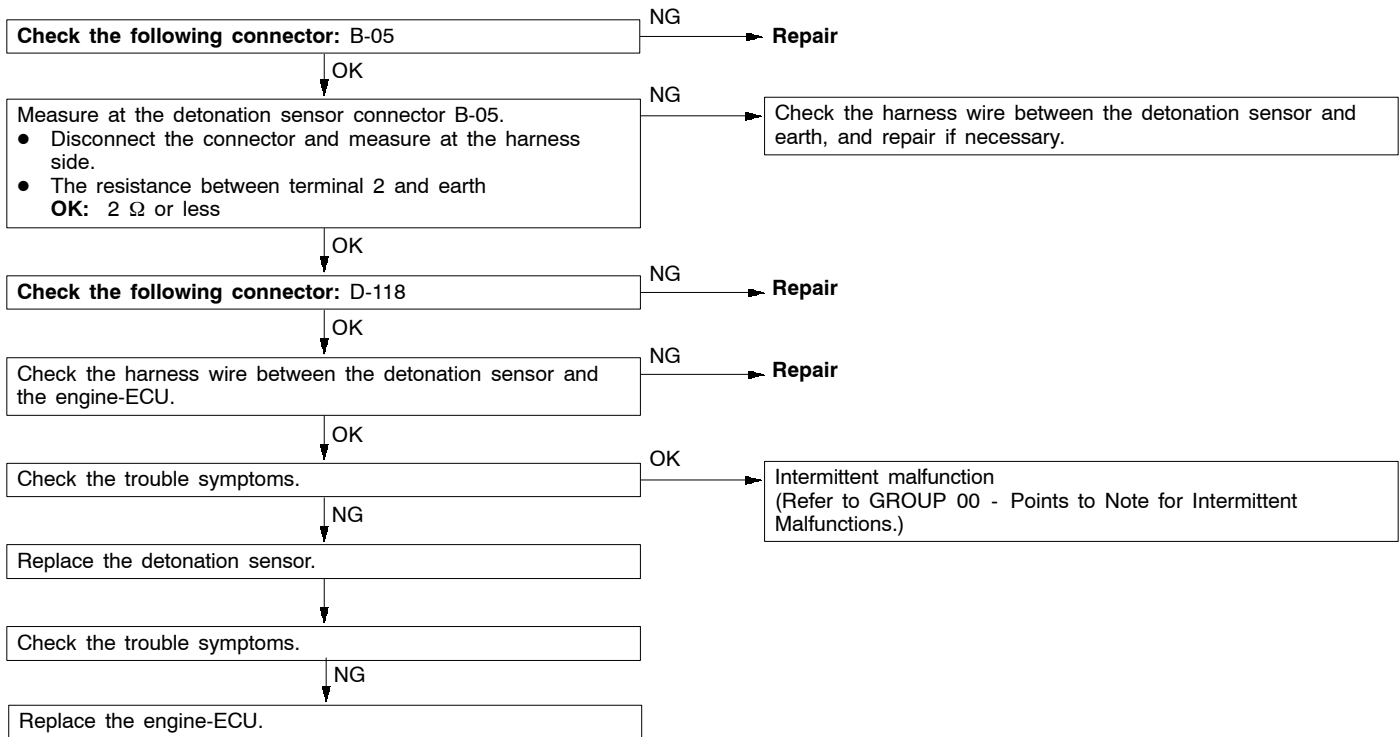 Check the following connector: B-05
NG
Repair
OK
Measure at the detonation sensor connector B-05.
● Disconnect the connector and measure at the harness
side.
● The resistance between terminal 2 and earth
OK: 2 Ω or less
NG
Check the harness wire between the detonation sensor and
earth, and repair if necessary.
OK
Check the following connector: D-118
NG
Repair
OK
Check the harness wire between the detonation sensor and
the engine-ECU.
NG
Repair
OK
Check the trouble symptoms.
OK
Intermittent malfunction
(Refer to GROUP 00 - Points to Note for Intermittent
Malfunctions.)
NG
Replace the detonation sensor.
Check the trouble symptoms.
NG
Replace the engine-ECU.